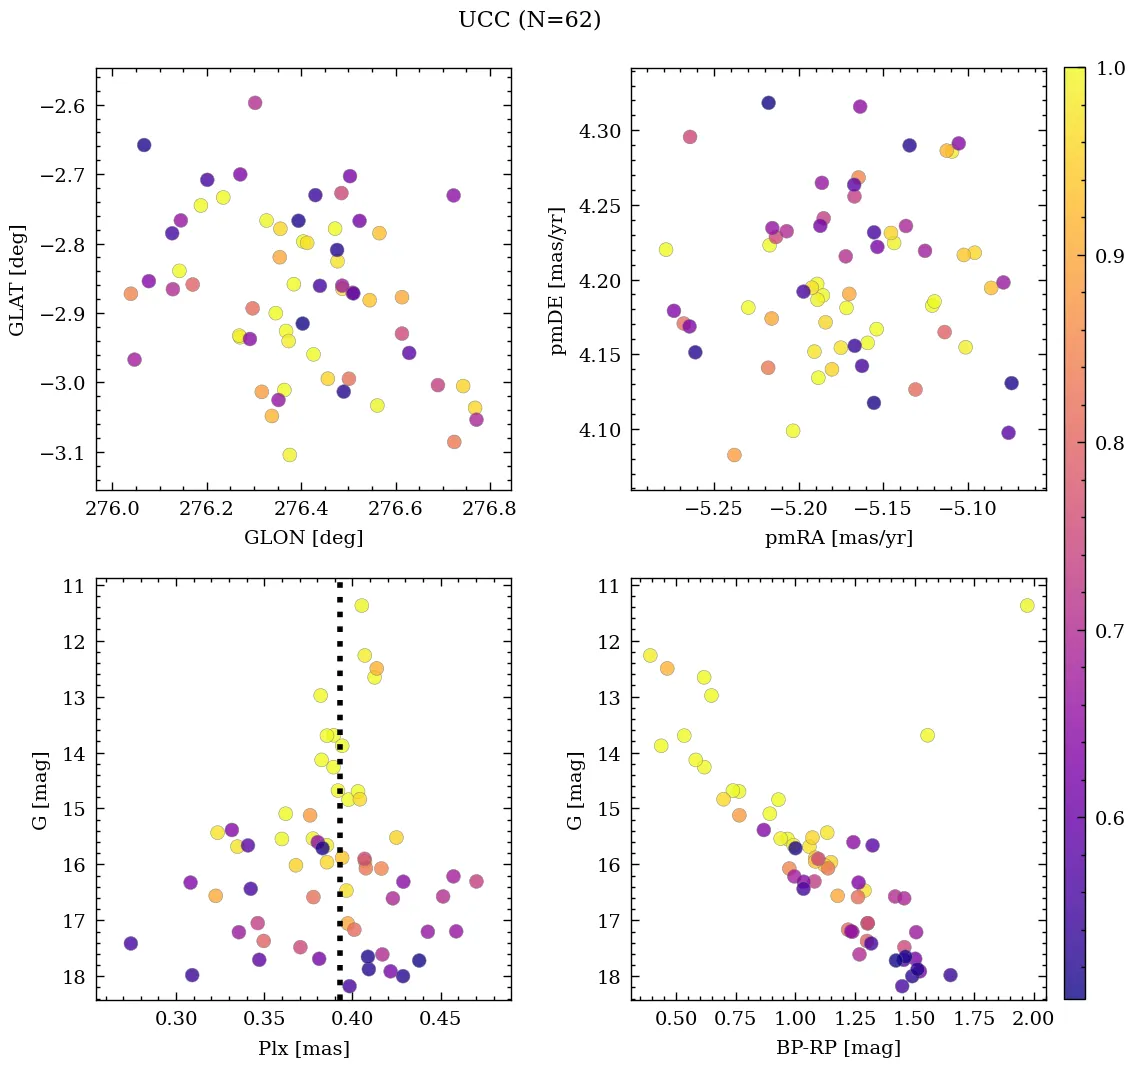 UCC (N=62)
−2.6
−2.7
−2.8
−2.9
−3.0
−3.1
GLAT [deg]
276.0 276.2 276.4 276.6 276.8
GLON [deg]
4.30
4.25
4.20
4.15
4.10
pmDE [mas/yr]
−5.25 −5.20 −5.15 −5.10
pmRA [mas/yr]
11
12
13
14
15
16
17
18
G [mag]
0.30 0.35 0.40 0.45
Plx [mas]
11
12
13
14
15
16
17
18
G [mag]
0.50 0.75 1.00 1.25 1.50 1.75 2.00
BP-RP [mag]
1.0
0.9
0.8
0.7
0.6